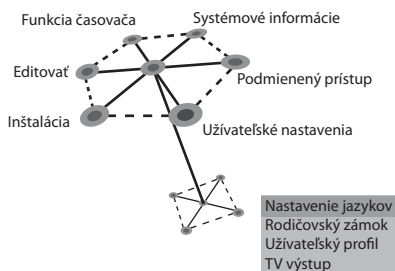 Funkcia časovača
Systémové informácie
Editovať
Podmienený prístup
Inštalácia
Užívateľské nastavenia
Nastavenie jazykov
Rodičovský zámok
Užívateľský profil
TV výstup